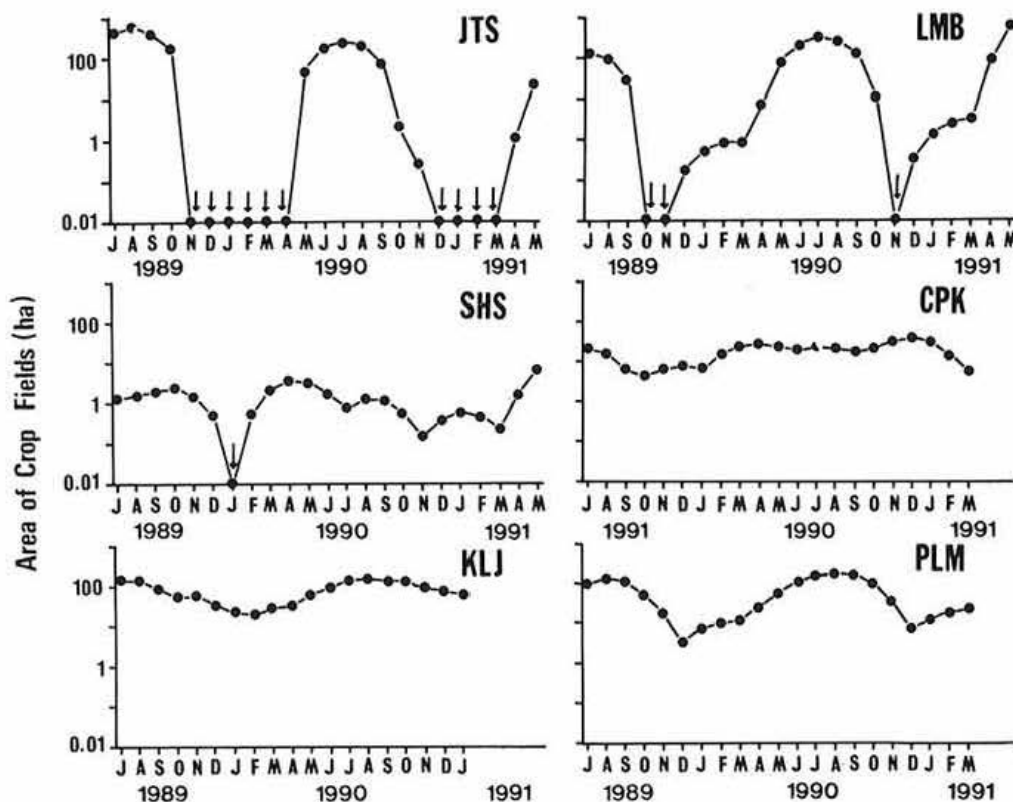 Area of Crop Fields (ha)
JTS
100
1
0.01
J A S O N D J F M A M J J A S O N D J F M A M
1989 1990 1991
LMB
J A S O N D J F M A M J J A S O N D J F M A M
1989 1990 1991
SHS
100
1
0.01
J A S O N D J F M A M J J A S O N D J F M A M
1989 1990 1991
CPK
J A S O N D J F M A M J J A S O N D J F M
1991 1990 1991
KLJ
100
1
0.01
J A S O N D J F M A M J J A S O N D J
1989 1990 1991
PLM
J A S O N D J F M A M J J A S O N D J F M
1989 1990 1991